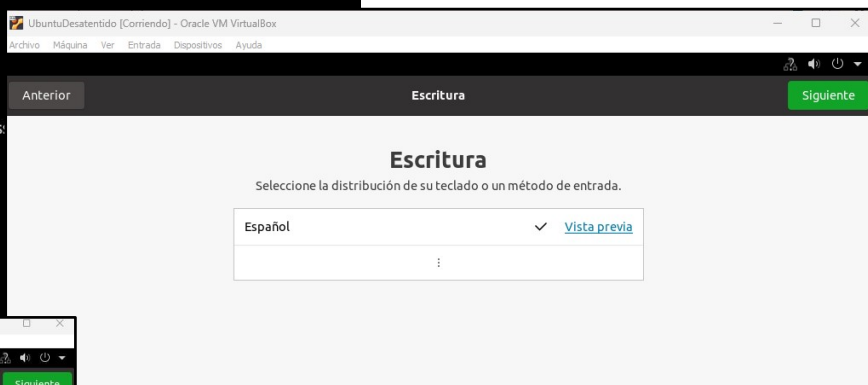 UbuntuDesatentido [Corriendo] - Oracle VM VirtualBox
Archivo Máquina Ver Entrada Dispositivos Ayuda
Anterior Escritura Siguiente
Escritura
Seleccione la distribución de su teclado o un método de entrada.
Español Vista previa
Siguiente